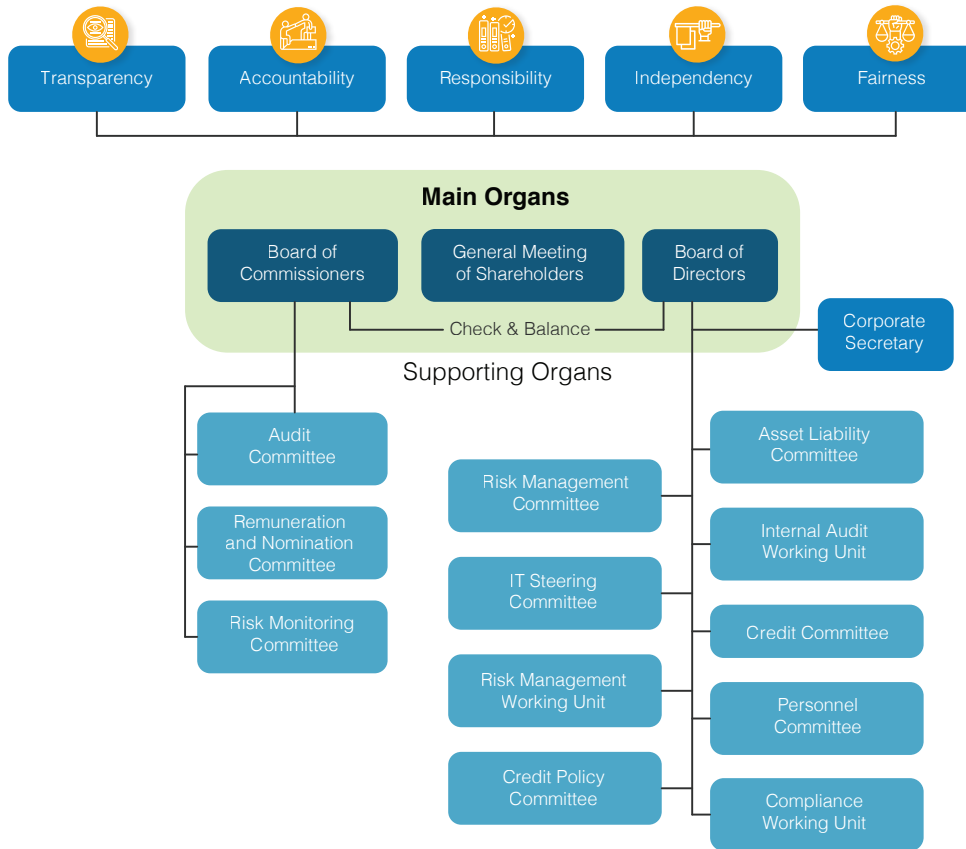 Transparency
Accountability
Responsibility
Independency
Fairness
Main Organs
Board of
Commissioners
General Meeting
of Shareholders
Board of
Directors
Check & Balance
Corporate
Secretary
Supporting Organs
Audit
Committee
Remuneration
and Nomination
Committee
Risk Monitoring
Committee
Risk Management
Committee
IT Steering
Committee
Risk Management
Working Unit
Credit Policy
Committee
Asset Liability
Committee
Internal Audit
Working Unit
Credit Committee
Personnel
Committee
Compliance
Working Unit